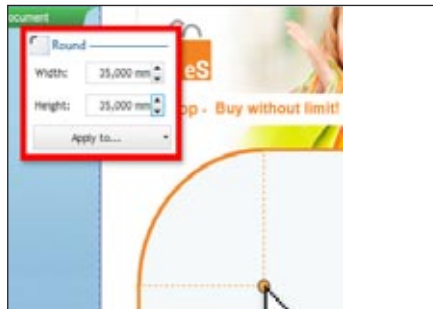 ocument
Round
Width: 35,000 mm
Height: 35,000 mm
Apply to...
eS
op - Buy without limit!